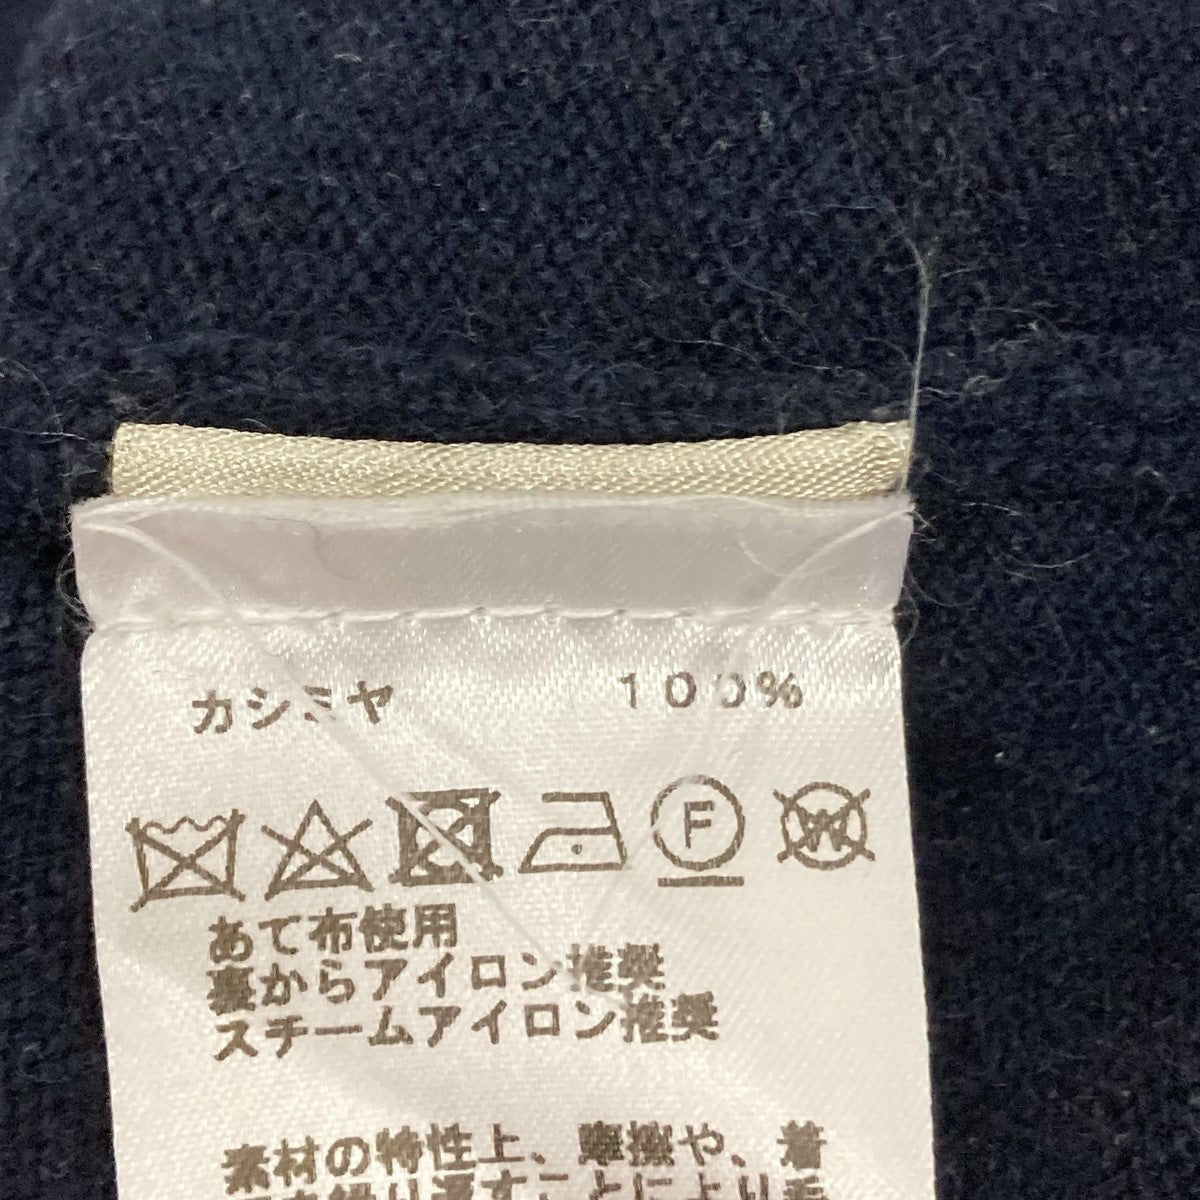 カシミヤ 100%
F W
あて布使用
裏からアイロン推奨
スチームアイロン推奨
素材の特性上、摩擦や、着